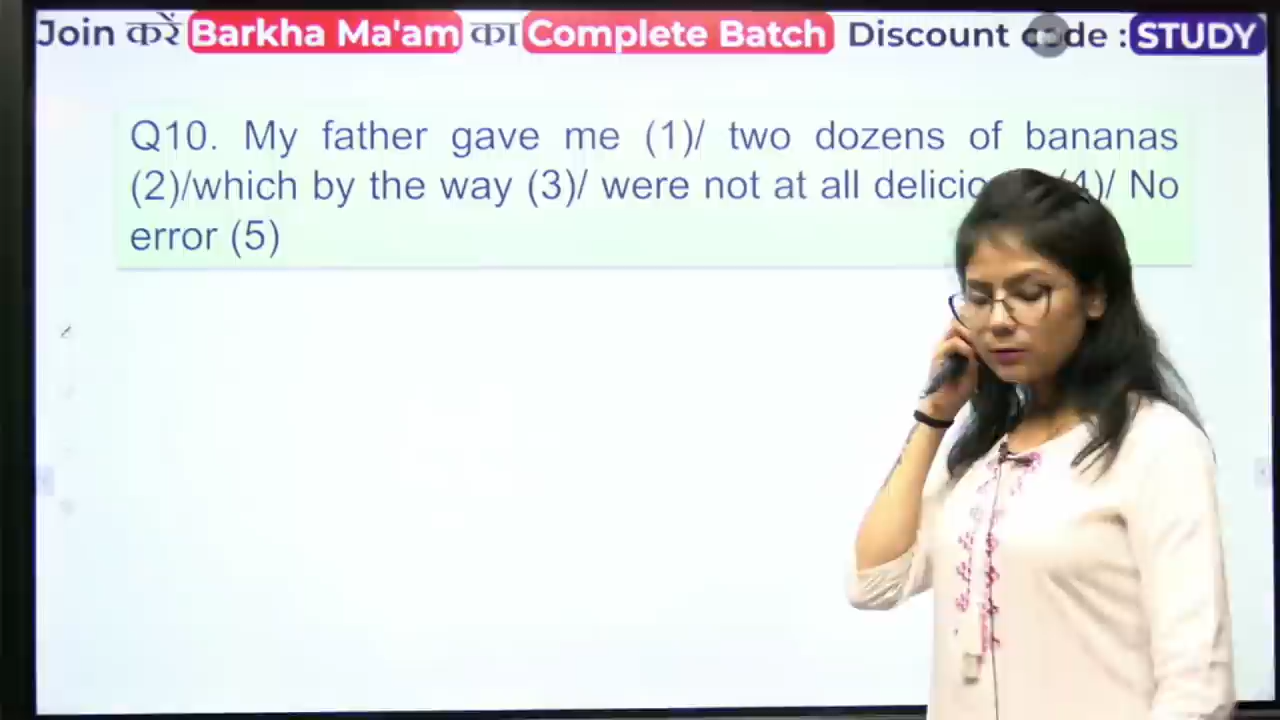 Join करें Barkha Ma'am का Complete Batch Discount code : STUDY
Q10. My father gave me (1)/ two dozens of bananas
(2)/which by the way (3)/ were not at all (4)/ No
error (5)